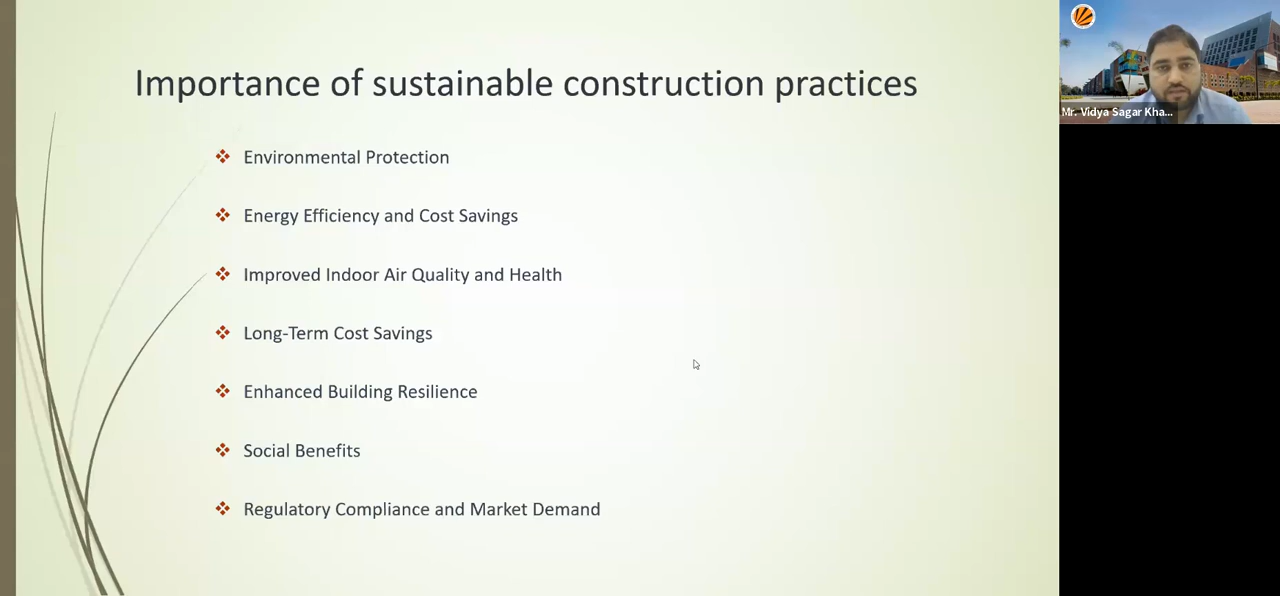 Importance of sustainable construction practices
Environmental Protection
Energy Efficiency and Cost Savings
Improved Indoor Air Quality and Health
Long-Term Cost Savings
Enhanced Building Resilience
Social Benefits
Regulatory Compliance and Market Demand
Mr. Vidya Sagar Kha...